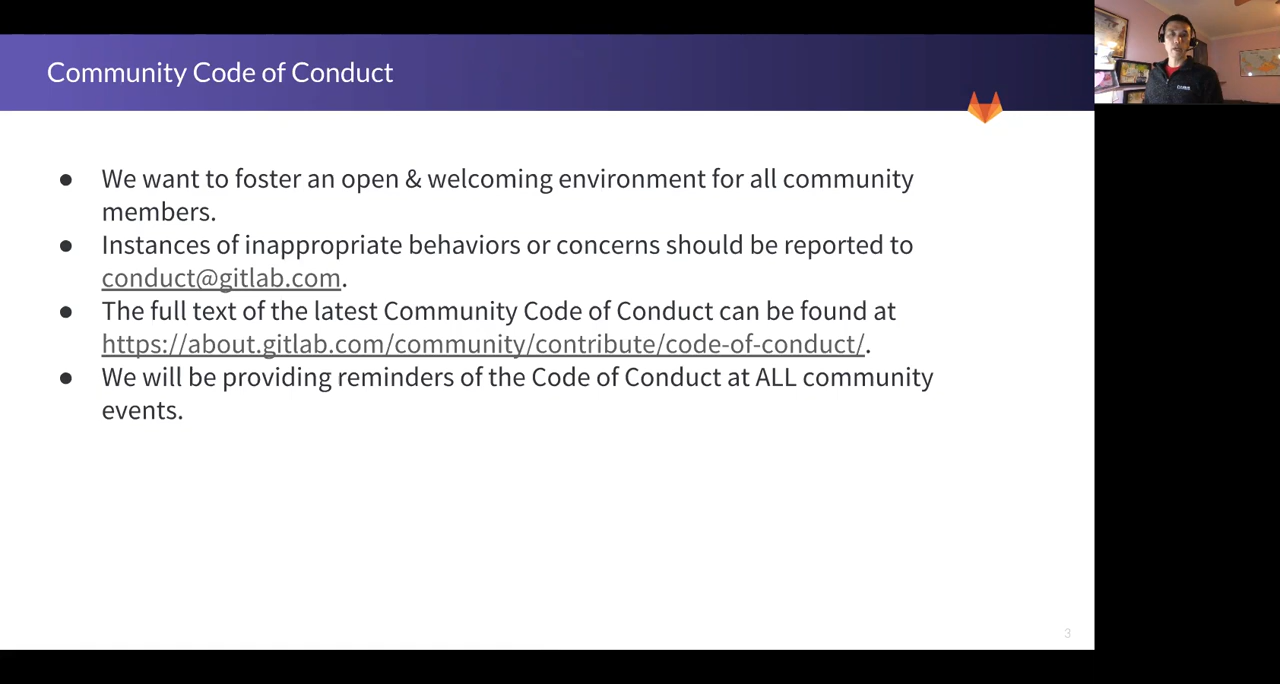 Community Code of Conduct
● We want to foster an open & welcoming environment for all community
members.
● Instances of inappropriate behaviors or concerns should be reported to
conduct@gitlab.com.
● The full text of the latest Community Code of Conduct can be found at
https://about.gitlab.com/community/contribute/code-of-conduct/.
● We will be providing reminders of the Code of Conduct at ALL community
events.
3